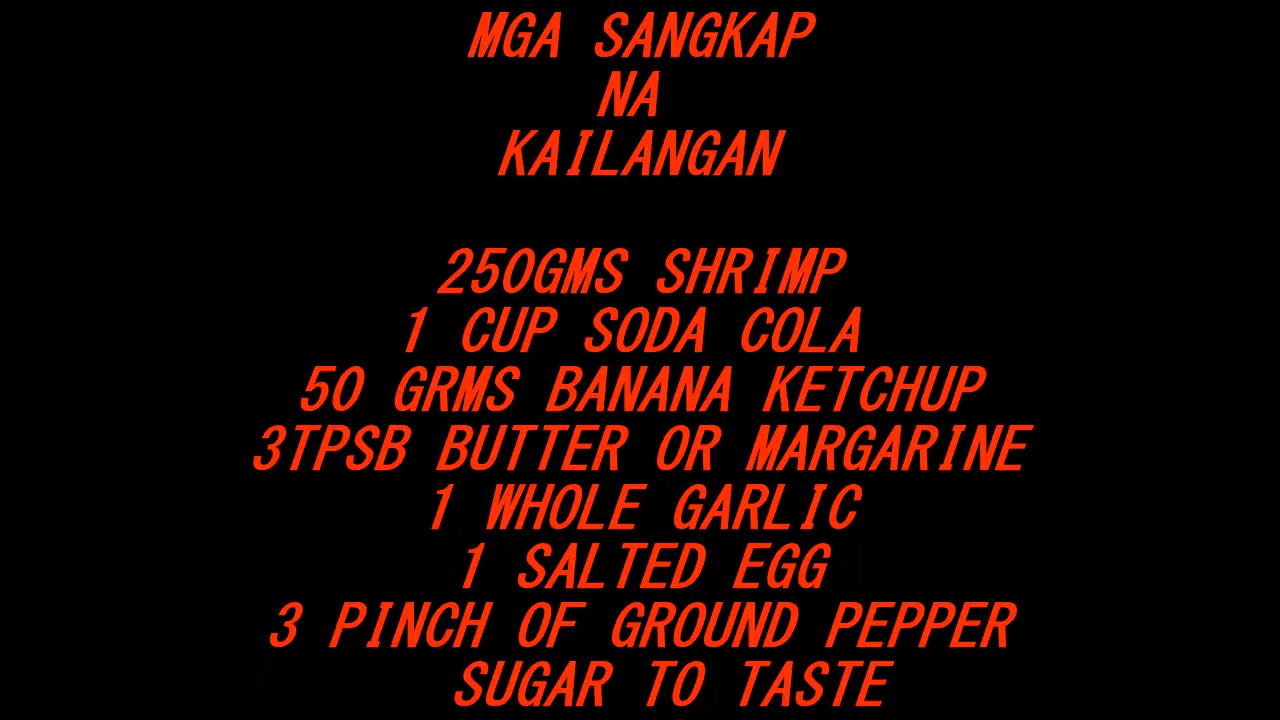 MGA SANGKAP
NA
KAILANGAN
250GMS SHRIMP
1 CUP SODA COLA
50 GRMS BANANA KETCHUP
3TPSB BUTTER OR MARGARINE
1 WHOLE GARLIC
1 SALTED EGG
3 PINCH OF GROUND PEPPER
SUGAR TO TASTE